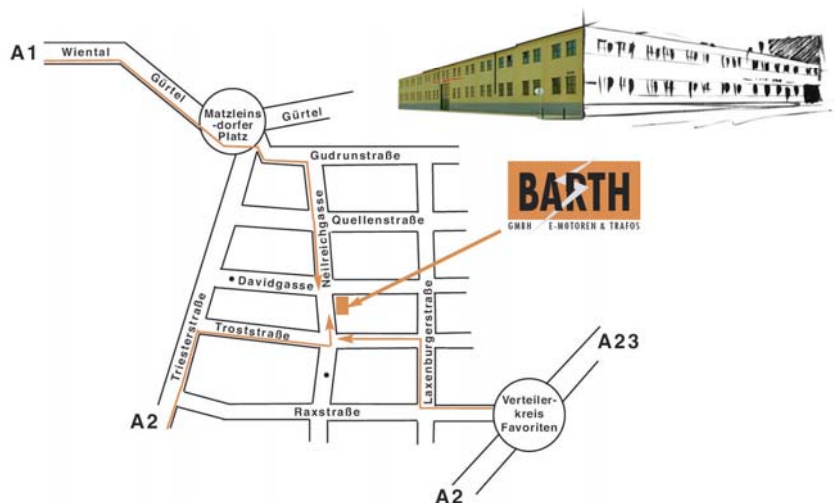 A1
Wiental
Gürtel
Matzleins
-dorfer
Platz
Gürtel
Gudrunstraße
BARTH
GMBH E-MOTOREN & TRAFOS
Quellenstraße
Neilreichgasse
Davidgasse
Triesterstraße
Troststraße
Laxenburgerstraße
A23
Raxstraße
Verteiler-
kreis
Favoriten
A2
A2